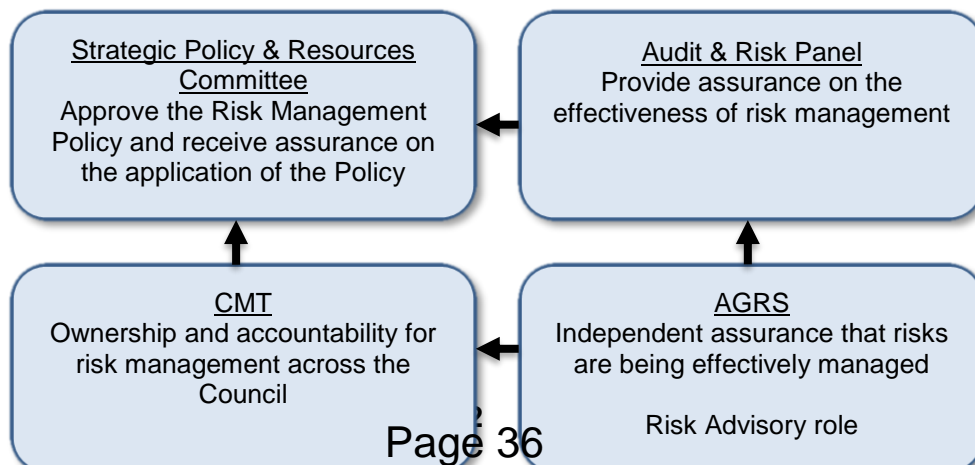 Strategic Policy & Resources
Committee
Approve the Risk Management
Policy and receive assurance on
the application of the Policy
Audit & Risk Panel
Provide assurance on the
effectiveness of risk management
CMT
Ownership and accountability for
risk management across the
Council
AGRS
Independent assurance that risks
are being effectively managed
Risk Advisory role
Page 36